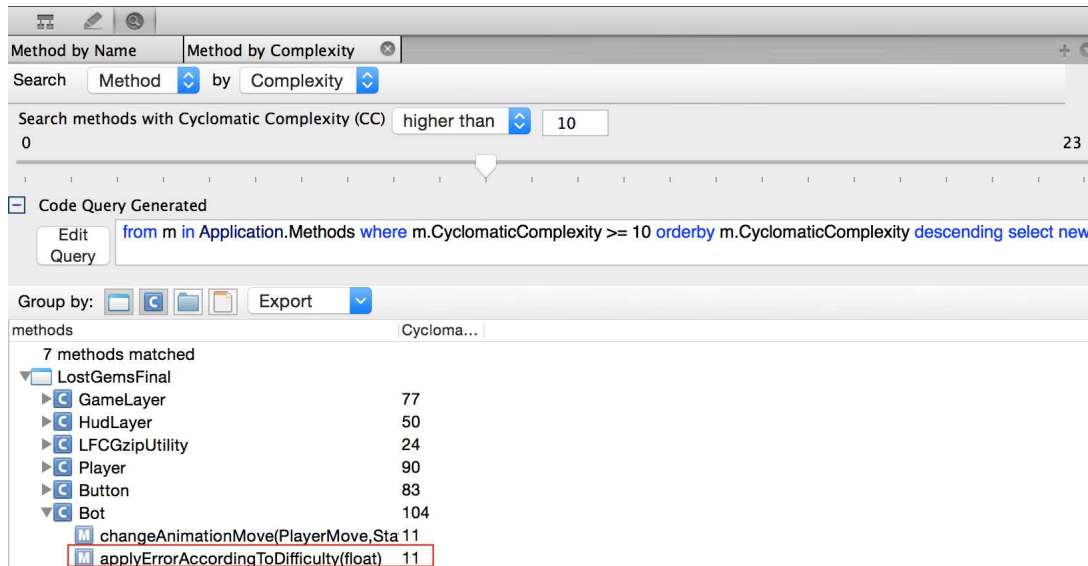 Method by Name Method by Complexity
Search Method by Complexity
Search methods with Cyclomatic Complexity (CC) higher than 10
0 23
Code Query Generated
Edit Query
from m in Application.Methods where m.CyclomaticComplexity >= 10 orderby m.CyclomaticComplexity descending select new
Group by: Export
methods Cycloma...
7 methods matched
LostGemsFinal
GameLayer 77
HudLayer 50
LFCGzipUtility 24
Player 90
Button 83
Bot 104
changeAnimationMove(PlayerMove,Sta 11
applyErrorAccordingToDifficulty(float) 11